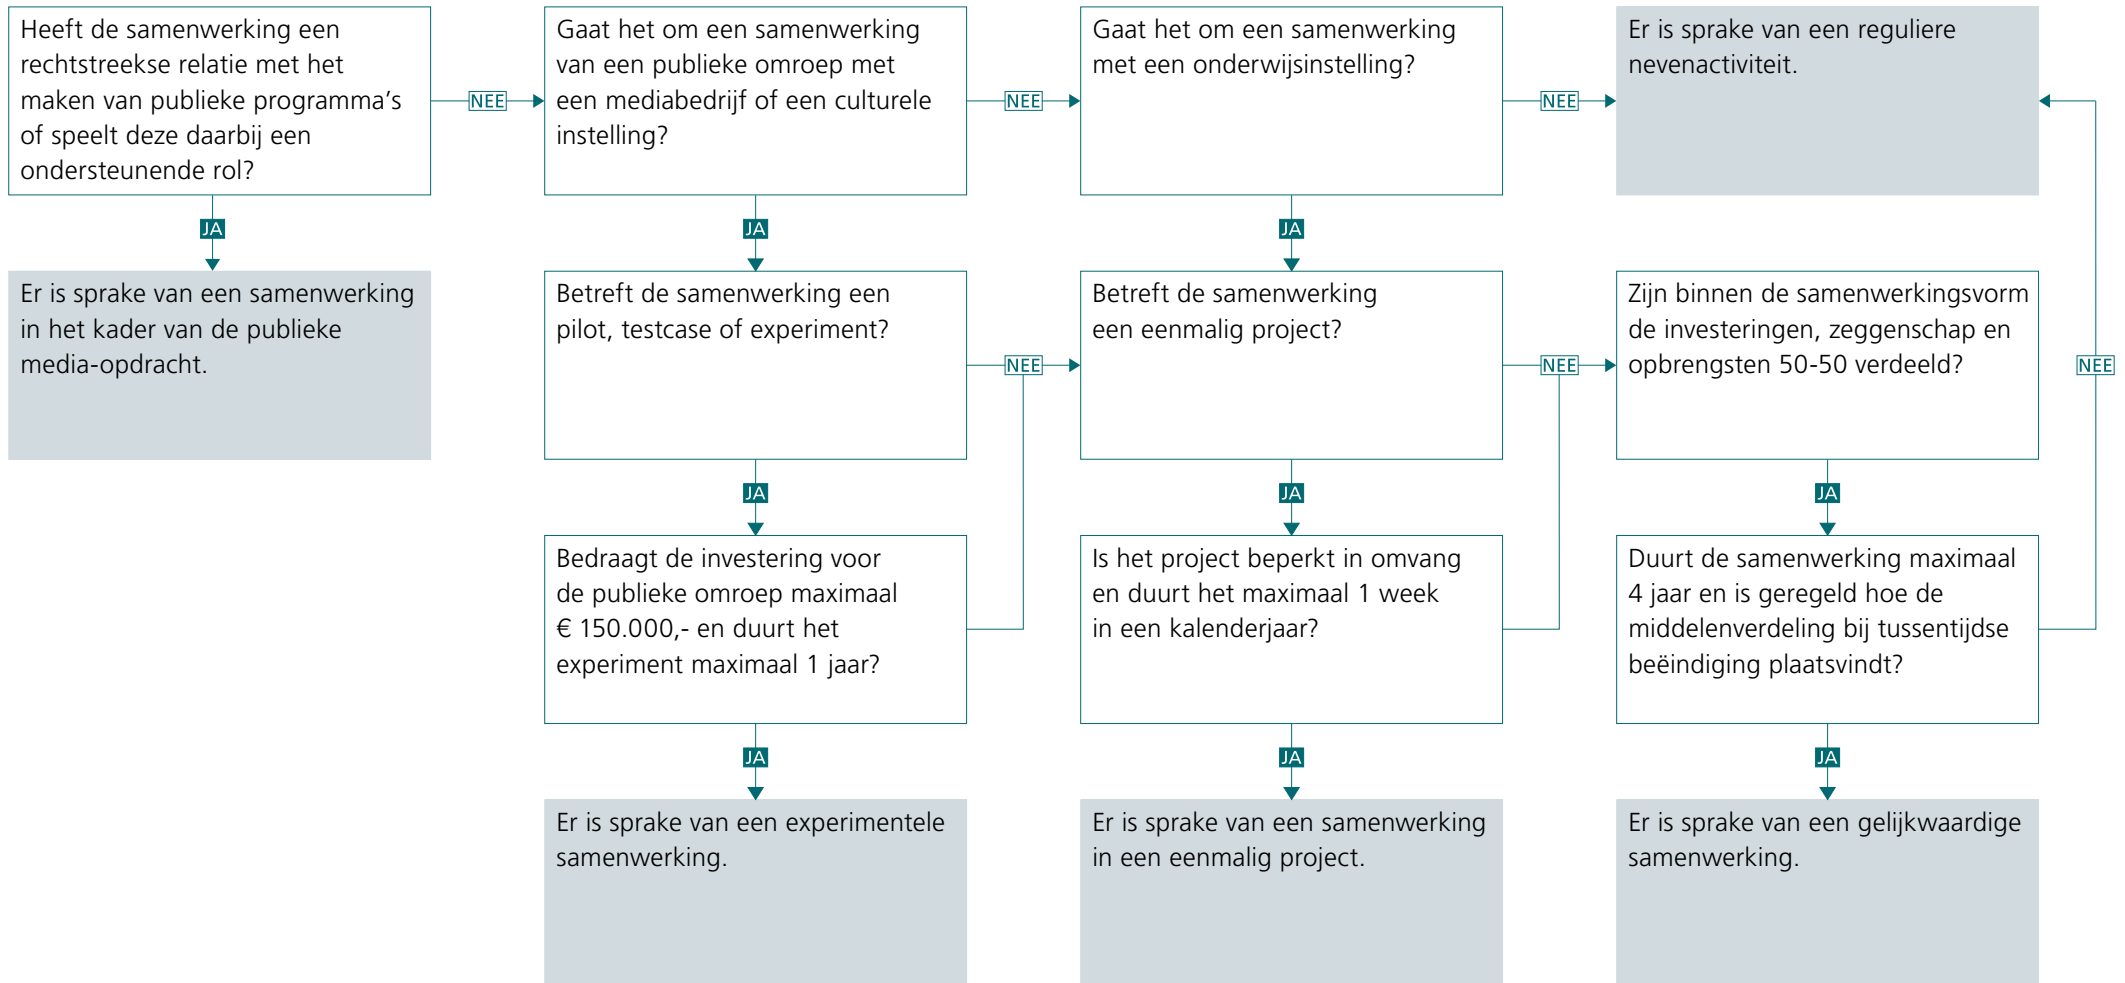 Heeft de samenwerking een
rechtstreekse relatie met het
maken van publieke programma's
of speelt deze daarbij een
ondersteunende rol?
NEE
Gaat het om een samenwerking
van een publieke omroep met
een mediabedrijf of een culturele
instelling?
NEE
Gaat het om een samenwerking
met een onderwijsinstelling?
NEE
Er is sprake van een reguliere
nevenactiviteit.
JA
JA
JA
Er is sprake van een samenwerking
in het kader van de publieke
media-opdracht.
Betreft de samenwerking een
pilot, testcase of experiment?
NEE
Betreft de samenwerking
een eenmalig project?
NEE
Zijn binnen de samenwerkingsvorm
de investeringen, zeggenschap en
opbrengsten 50-50 verdeeld?
NEE
JA
JA
JA
Bedraagt de investering voor
de publieke omroep maximaal
€ 150.000,- en duurt het
experiment maximaal 1 jaar?
Is het project beperkt in omvang
en duurt het maximaal 1 week
in een kalenderjaar?
Duurt de samenwerking maximaal
4 jaar en is geregeld hoe de
middelenverdeling bij tussentijdse
beëindiging plaatsvindt?
JA
JA
JA
Er is sprake van een experimentele
samenwerking.
Er is sprake van een samenwerking
in een eenmalig project.
Er is sprake van een gelijkwaardige
samenwerking.